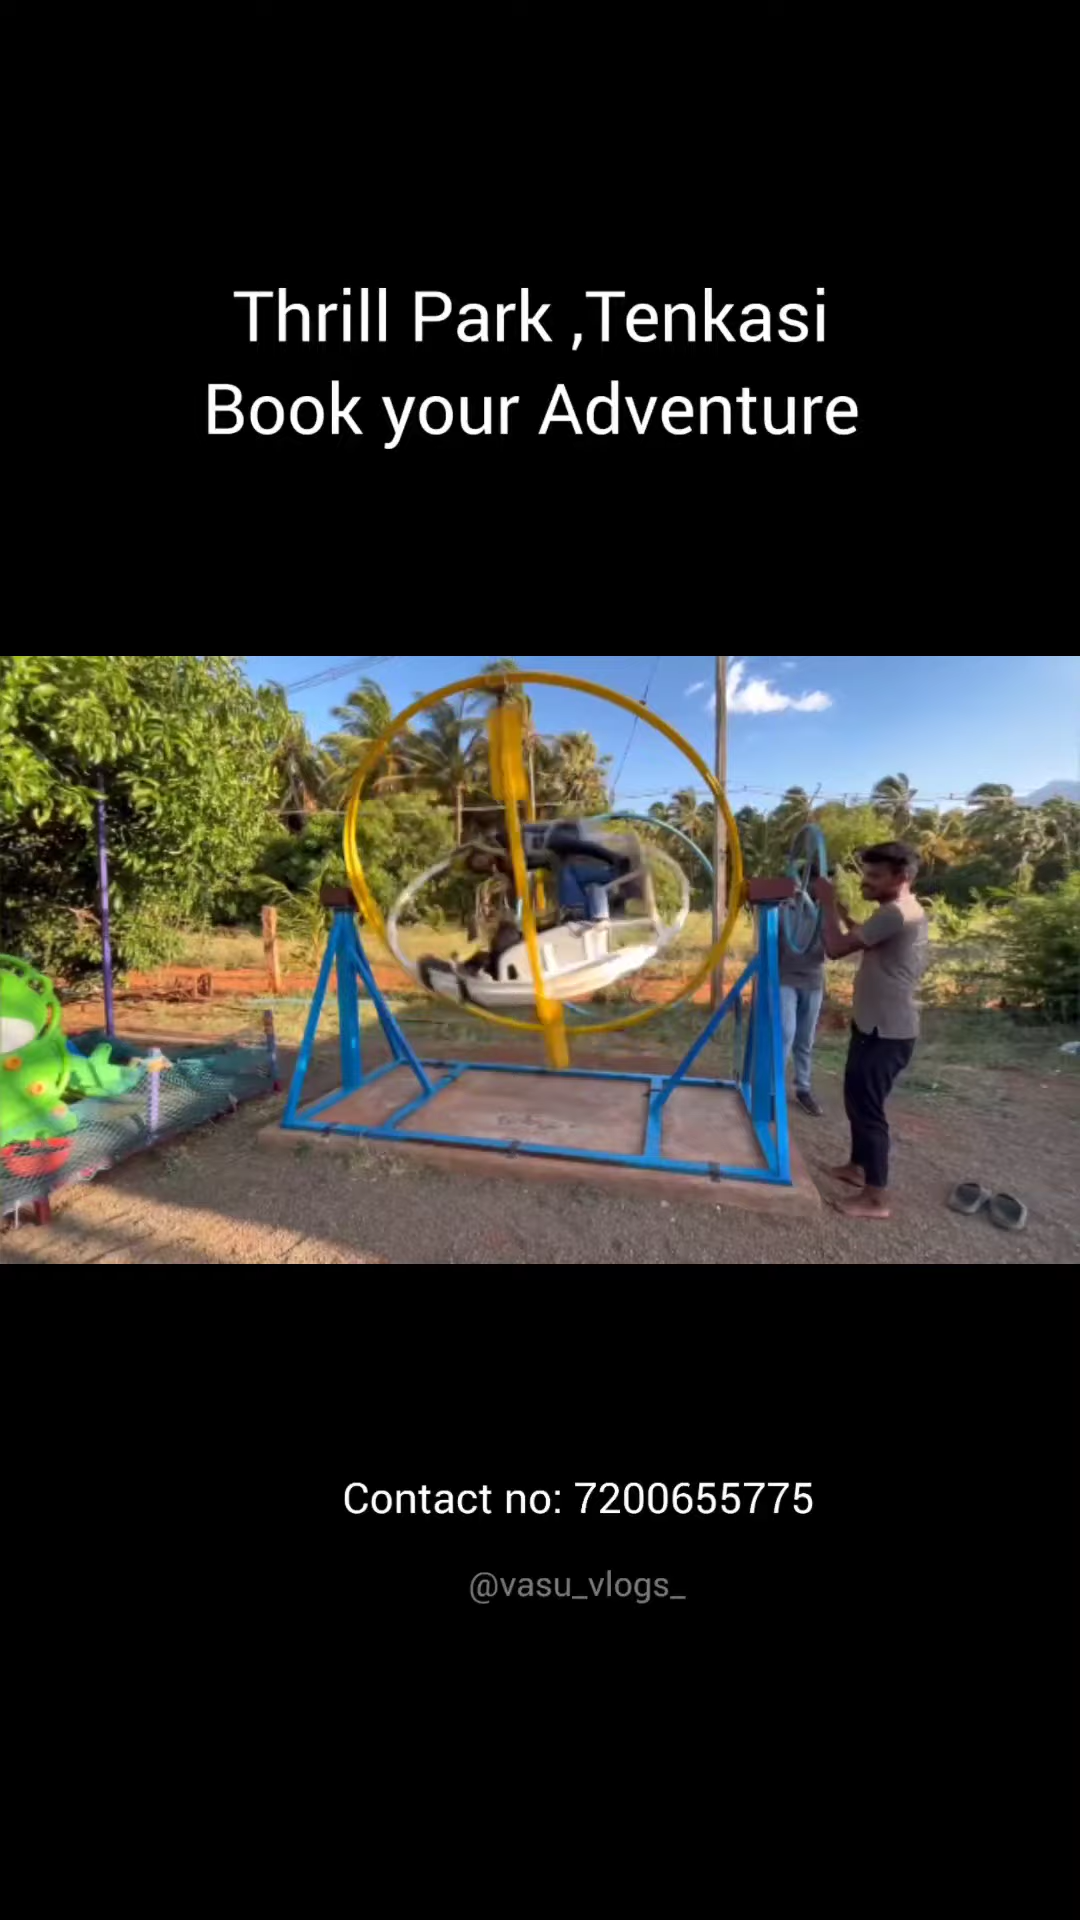 Thrill Park ,Tenkasi
Book your Adventure
Contact no: 7200655775
@vasu_vlogs_